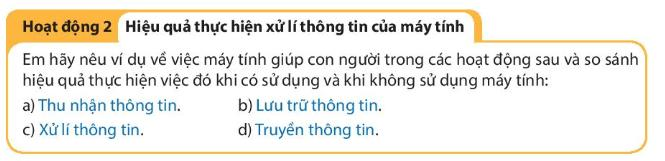 Hoạt động 2 Hiệu quả thực hiện xử lí thông tin của máy tính
Em hãy nêu ví dụ về việc máy tính giúp con người trong các hoạt động sau và so sánh
hiệu quả thực hiện việc đó khi có sử dụng và khi không sử dụng máy tính:
a) Thu nhận thông tin. b) Lưu trữ thông tin.
c) Xử lí thông tin. d) Truyền thông tin.